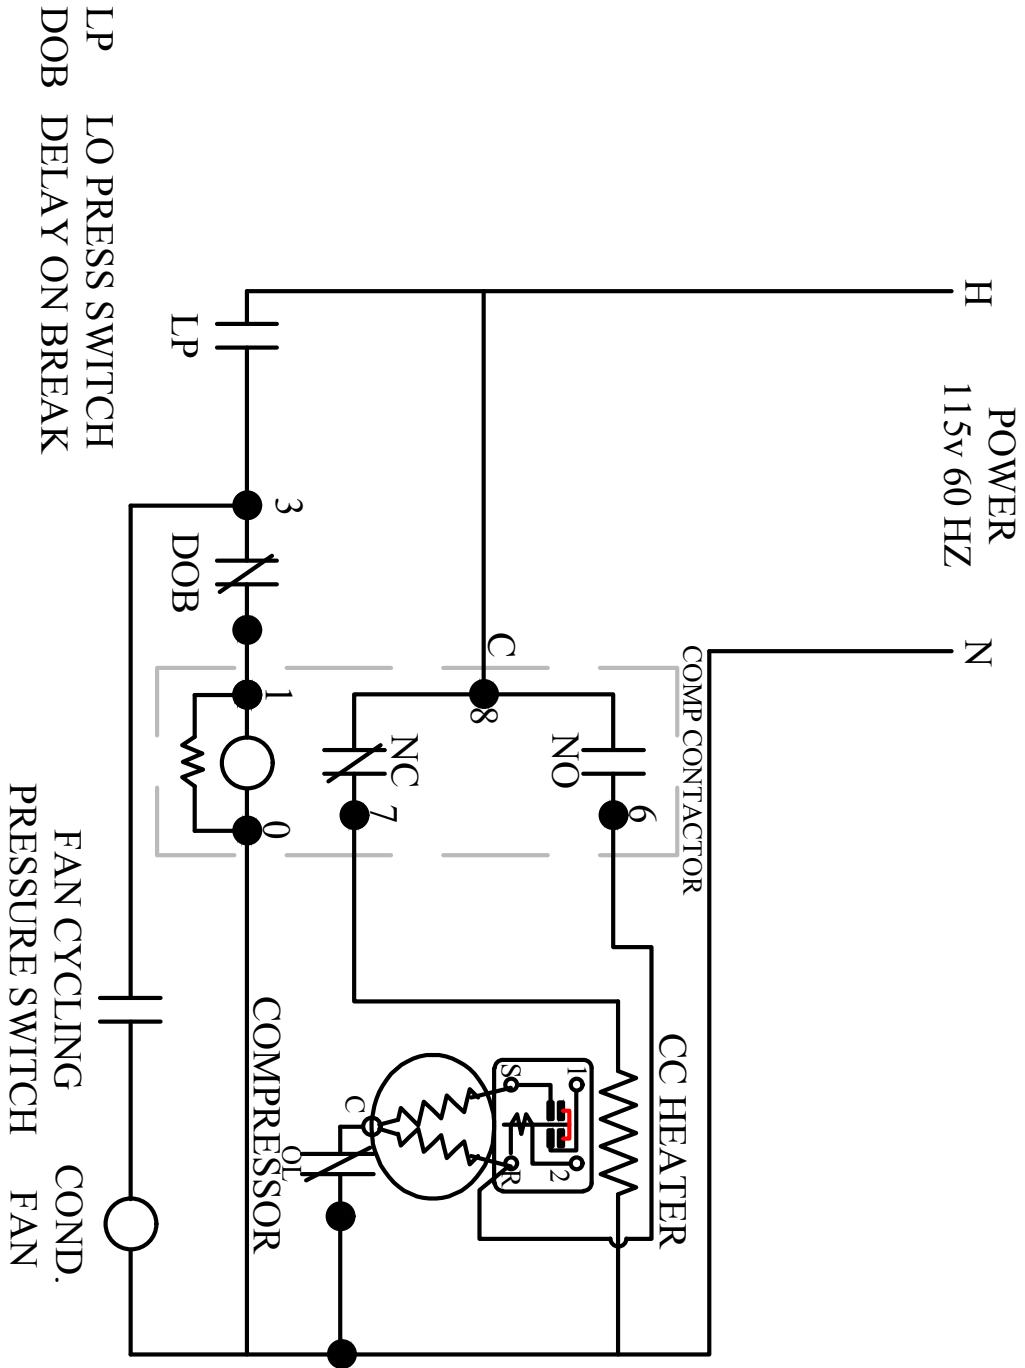 POWER
115v 60 HZ
H
N
COMP CONTACTOR
CC HEATER
NO
6
C
8
NC
7
1
2
S
R
C
OL
COMPRESSOR
3
1
0
LP
DOB
LP LO PRESS SWITCH
DOB DELAY ON BREAK
FAN CYCLING
PRESSURE SWITCH
COND.
FAN